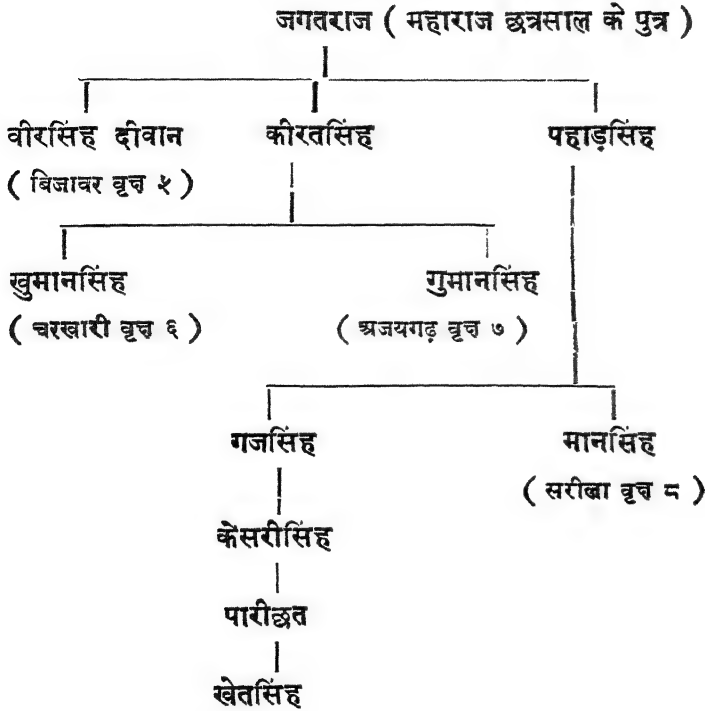 जगतराज ( महाराज छत्रसाल के पुत्र )
वीरसिंह दीवान कीरतसिंह पहाड़सिंह
( बिजावर वृक्ष ५ )
खुमानसिंह गुमानसिंह
( चरखारी वृक्ष ६ ) ( अजयगढ़ वृक्ष ७ )
गजसिंह मानसिंह
( सरीला वृक्ष ८ )
केसरीसिंह
पारीछत
खेतसिंह